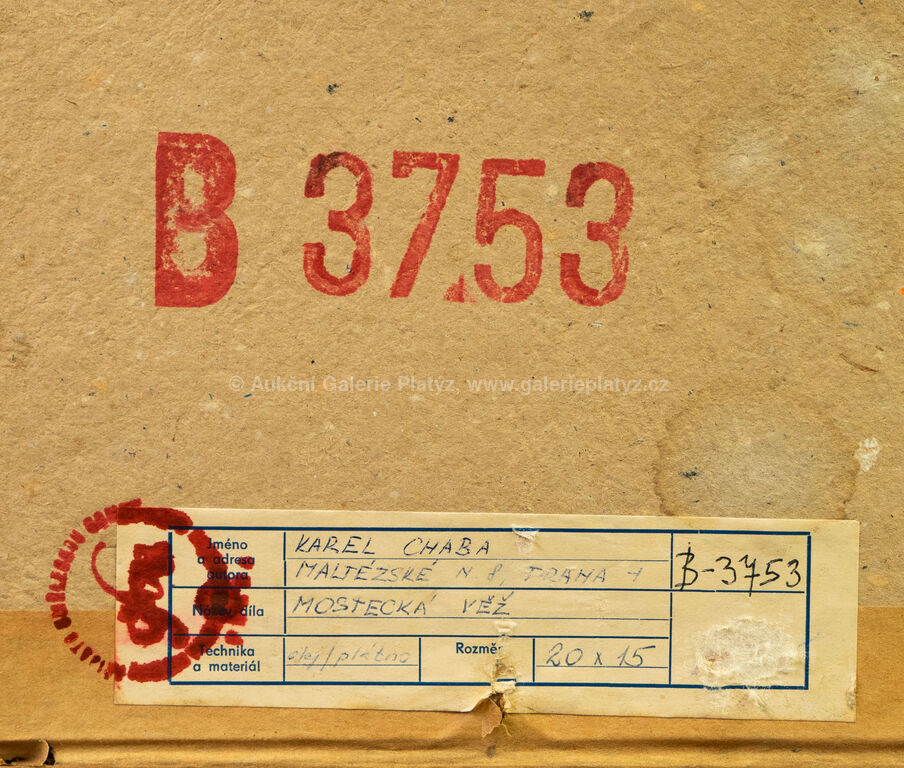 B 3753
© Aukční Galerie Platýz, www.galerieplatyz.cz
Jméno
a adresa
autora
KAREL CHABA
MALTÉZSKÉ N. 8, PRAHA 1
B-3753
Název díla
MOSTECKÁ VĚŽ
Technika
a materiál
olej/plátno
Rozměr
20 x 15